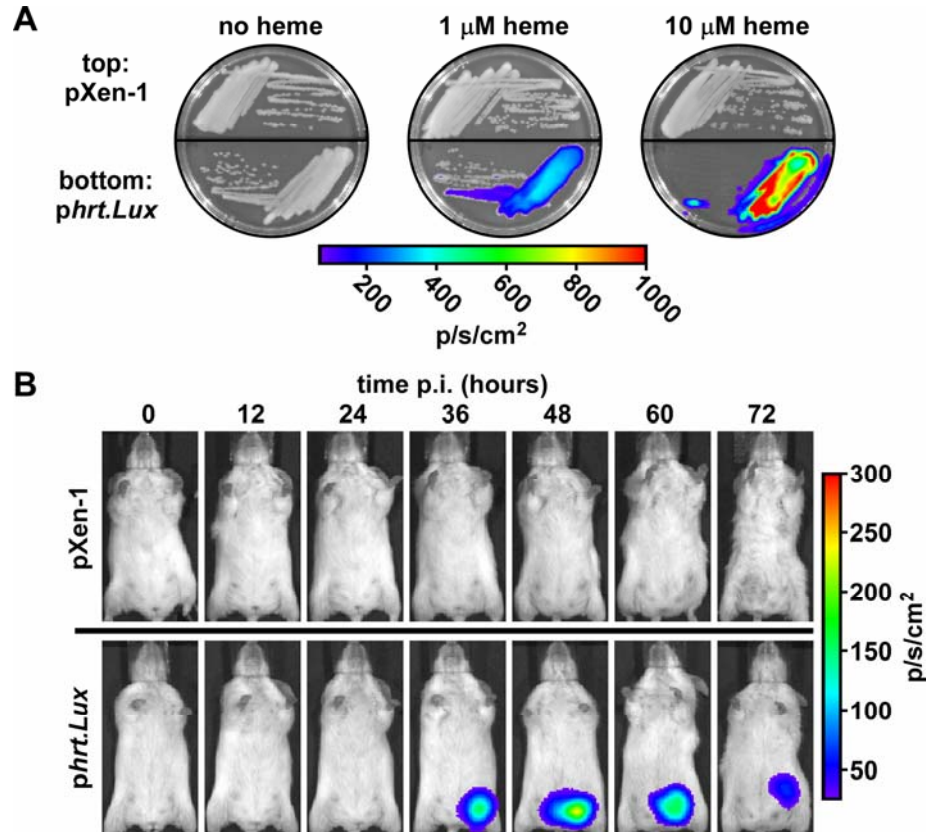 A
no heme 1 μM heme 10 μM heme
top:
pXen-1
bottom:
phrt.Lux
200 400 600 800 1000
p/s/cm²
B
time p.i. (hours)
0 12 24 36 48 60 72
pXen-1
phrt.Lux
300
250
200
150
100
50
p/s/cm²